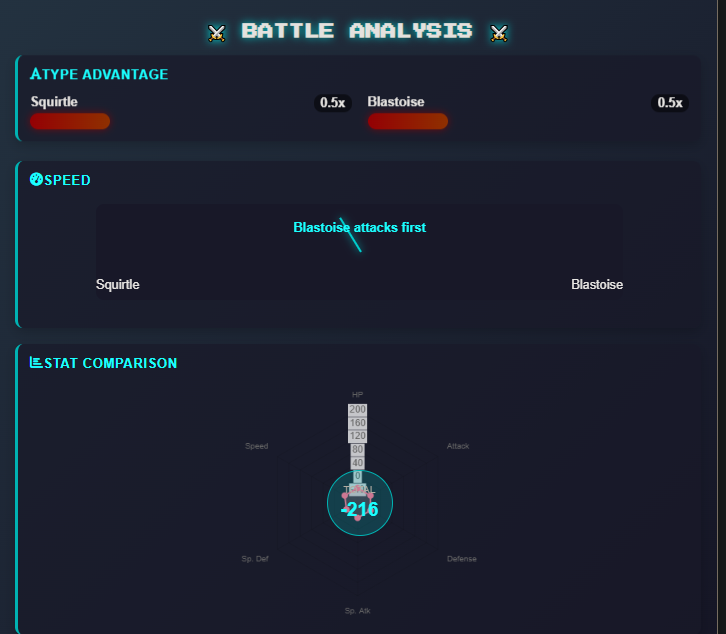 BATTLE ANALYSIS
TYPE ADVANTAGE
Squirtle 0.5x Blastoise 0.5x
SPEED
Blastoise attacks first
Squirtle Blastoise
STAT COMPARISON
HP
200
160
120
80
40
0
-40
Speed Attack
TOTAL
-216
Sp. Def Defense
Sp. Atk